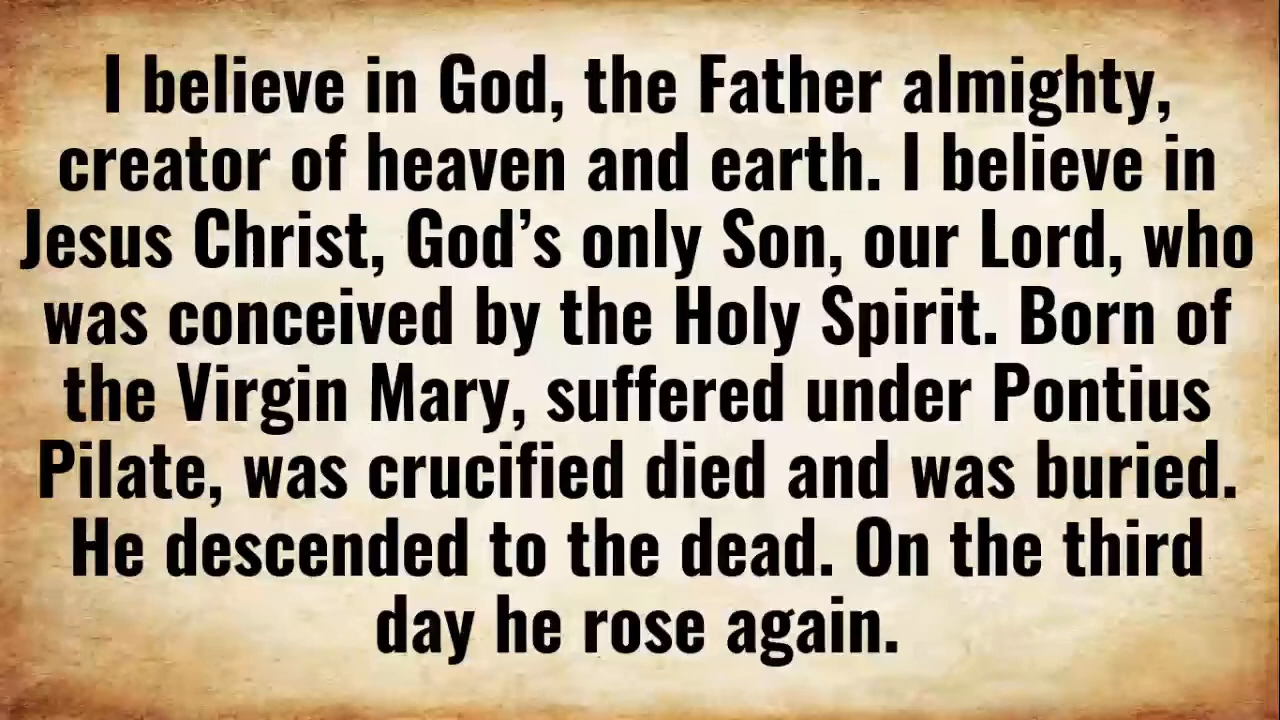 I believe in God, the Father almighty,
creator of heaven and earth. I believe in
Jesus Christ, God’s only Son, our Lord, who
was conceived by the Holy Spirit. Born of
the Virgin Mary, suffered under Pontius
Pilate, was crucified died and was buried.
He descended to the dead. On the third
day he rose again.